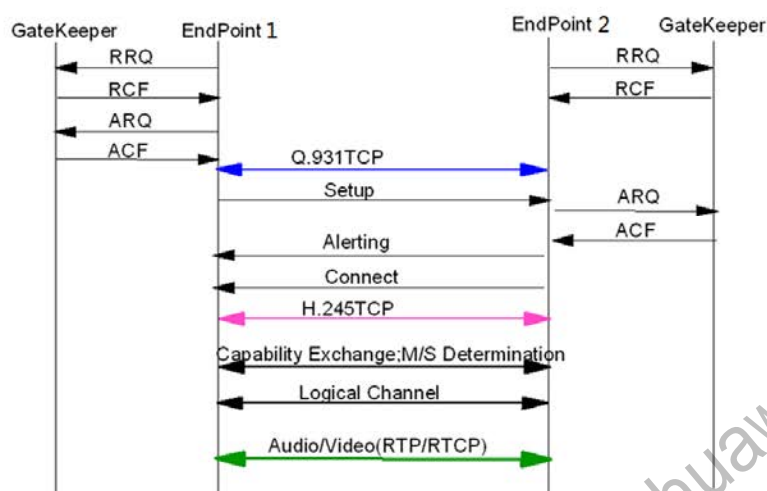 GateKeeper EndPoint 1 EndPoint 2 GateKeeper
RRQ RRQ
RCF RCF
ARQ
ACF
Q.931TCP
Setup
ARQ
ACF
Alerting
Connect
H.245TCP
Capability Exchange;M/S Determination
Logical Channel
Audio/Video(RTP/RTCP)